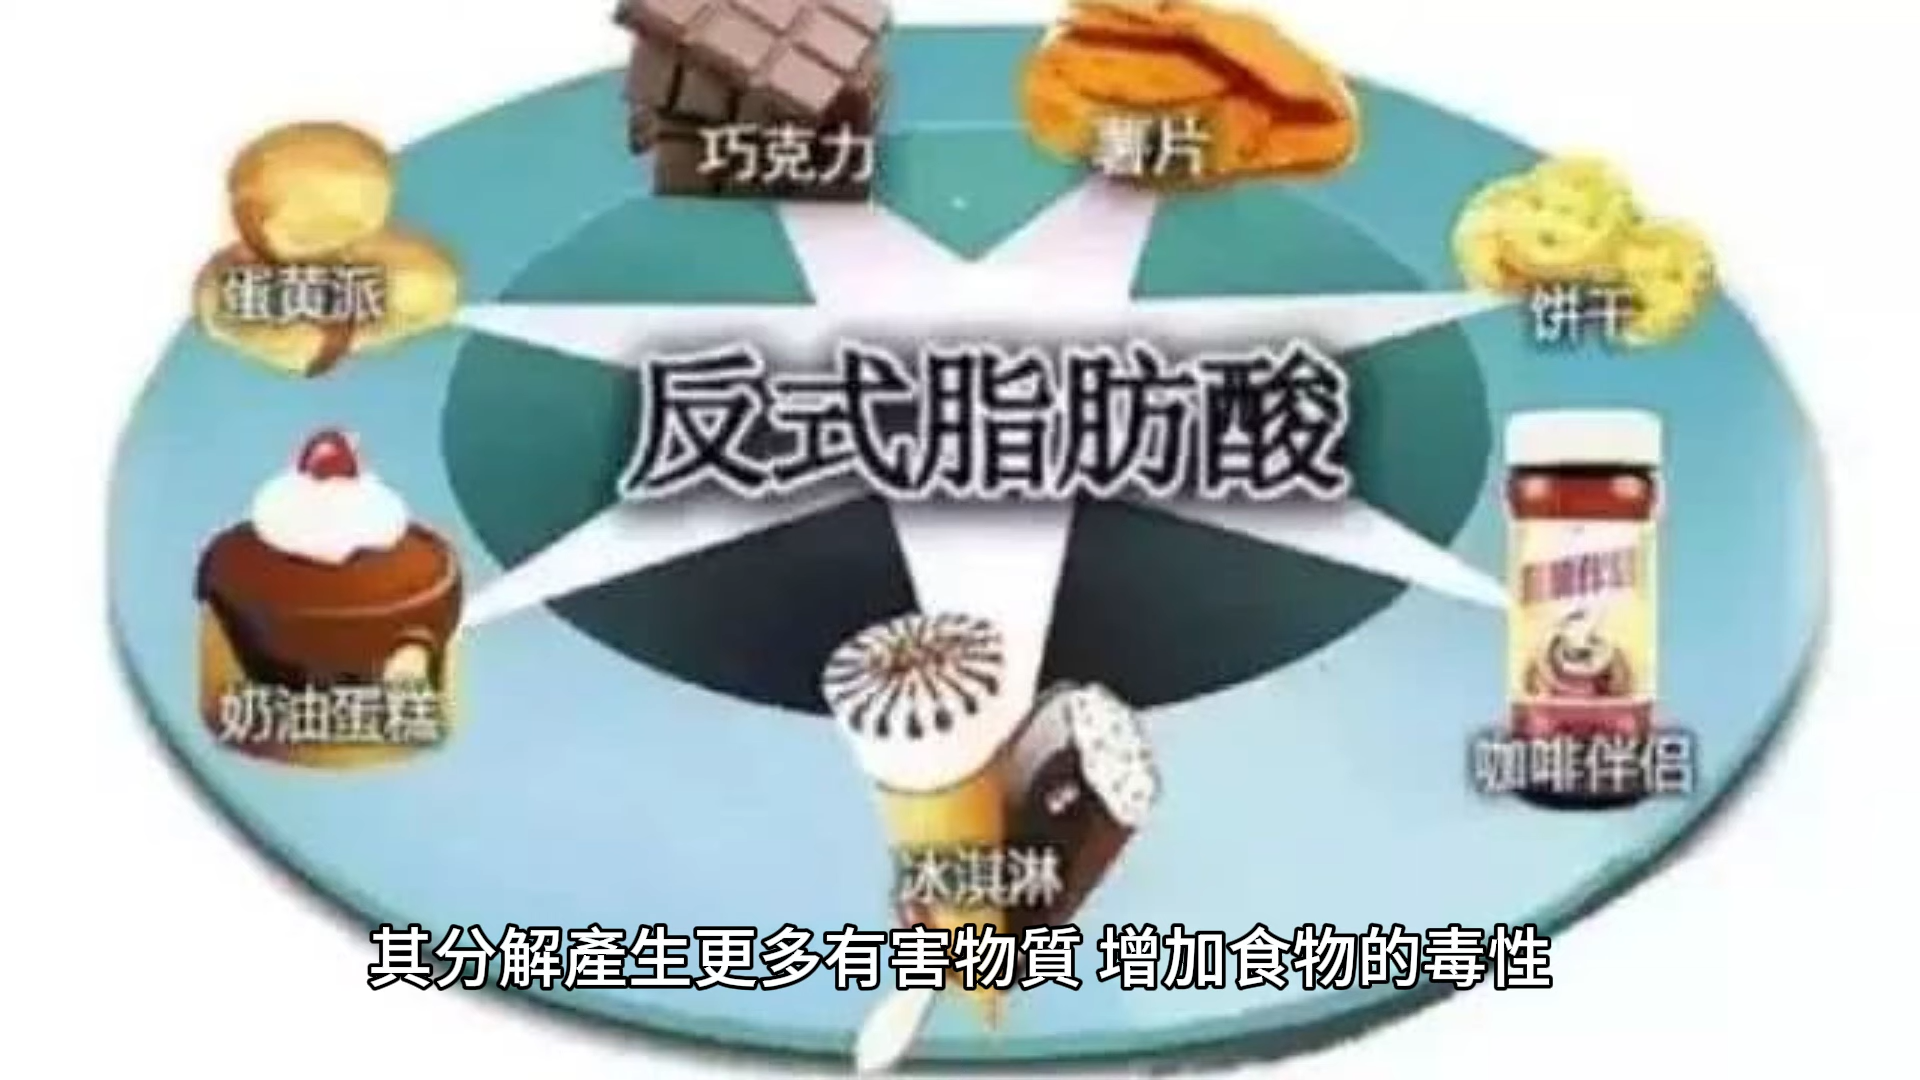 巧克力
薯片
蛋黄派
饼干
反式脂肪酸
奶油蛋糕
咖啡伴侣
冰淇淋
其分解產生更多有害物質 增加食物的毒性